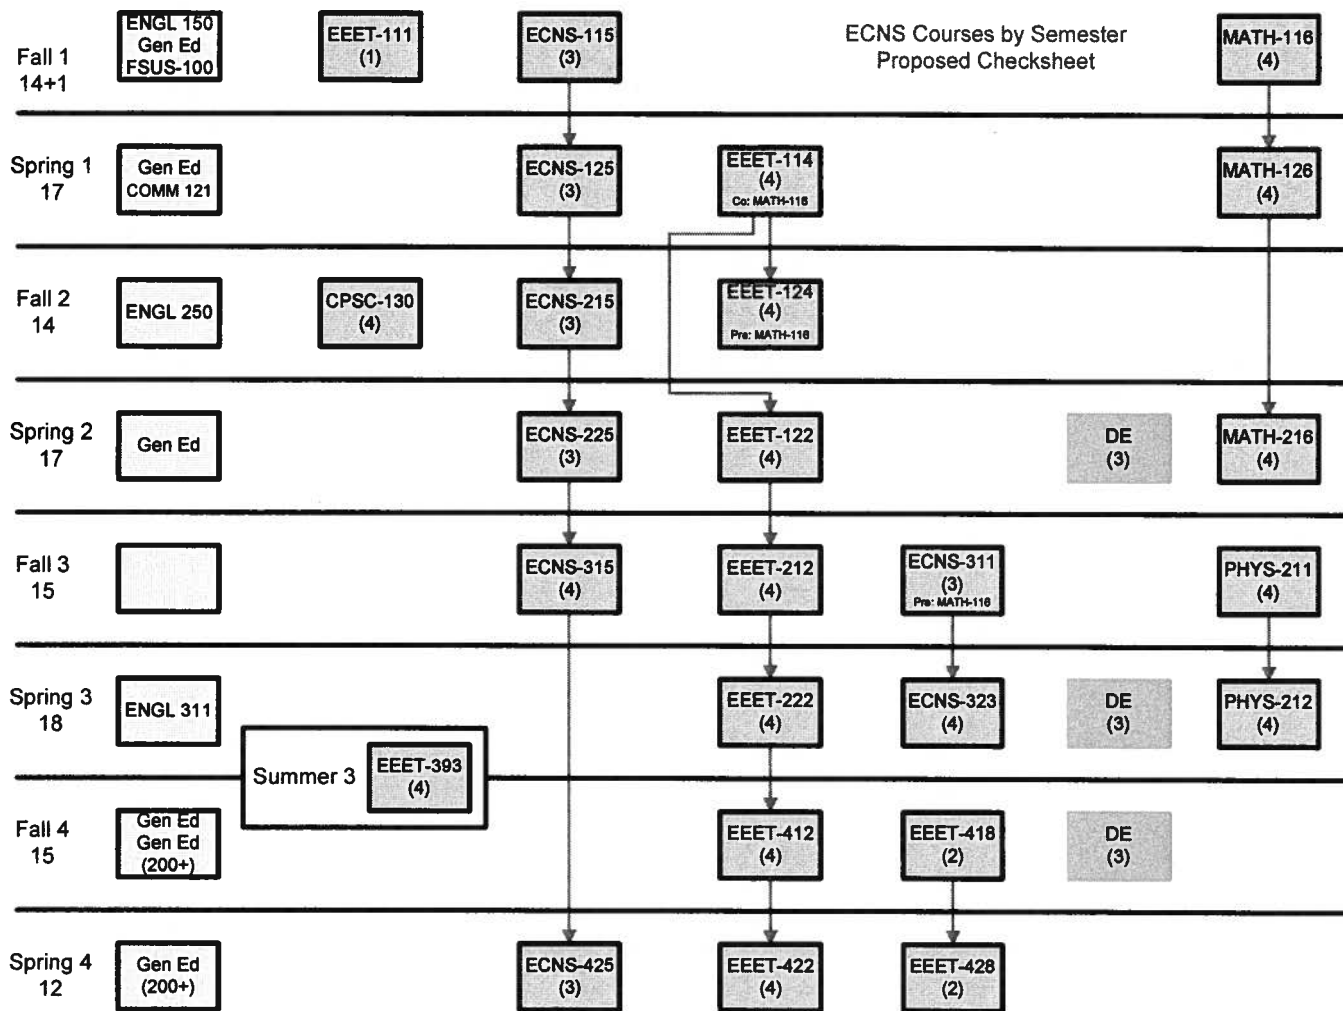 ECNS Courses by Semester
Proposed Checksheet
Fall 1
14+1
ENGL 150
Gen Ed
FSUS-100
EEET-111
(1)
ECNS-115
(3)
MATH-116
(4)
Spring 1
17
Gen Ed
COMM 121
ECNS-125
(3)
EEET-114
(4)
Co: MATH-116
MATH-126
(4)
Fall 2
14
ENGL 250
CPSC-130
(4)
ECNS-215
(3)
EEET-124
(4)
Pre: MATH-116
Spring 2
17
Gen Ed
ECNS-225
(3)
EEET-122
(4)
DE
(3)
MATH-216
(4)
Fall 3
15
ECNS-315
(4)
EEET-212
(4)
ECNS-311
(3)
Pre: MATH-116
PHYS-211
(4)
Spring 3
18
ENGL 311
EEET-222
(4)
ECNS-323
(4)
DE
(3)
PHYS-212
(4)
Summer 3
EEET-393
(4)
Fall 4
15
Gen Ed
Gen Ed
(200+)
EEET-412
(4)
EEET-418
(2)
DE
(3)
Spring 4
12
Gen Ed
(200+)
ECNS-425
(3)
EEET-422
(4)
EEET-428
(2)